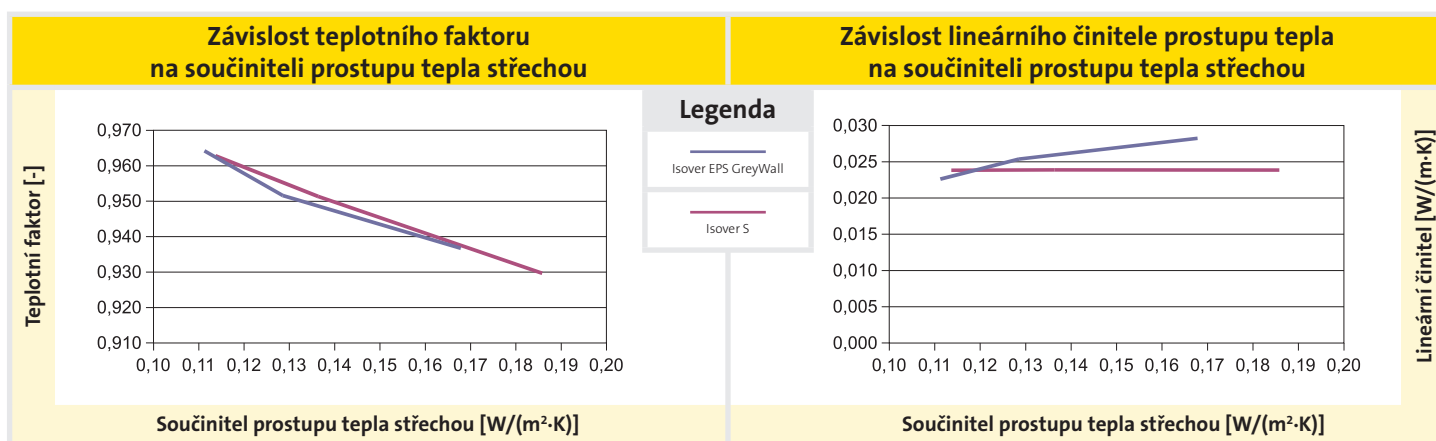 Závislost teplotního faktoru
na součiniteli prostupu tepla střechou
Závislost lineárního činitele prostupu tepla
na součiniteli prostupu tepla střechou
Teplotní faktor [-]
0,970
0,960
0,950
0,940
0,930
0,920
0,910
0,10 0,11 0,12 0,13 0,14 0,15 0,16 0,17 0,18 0,19 0,20
Součinitel prostupu tepla střechou [W/(m²·K)]
Legenda
Isover EPS GreyWall
Isover S
0,030
0,025
0,020
0,015
0,010
0,005
0,000
0,10 0,11 0,12 0,13 0,14 0,15 0,16 0,17 0,18 0,19 0,20
Součinitel prostupu tepla střechou [W/(m²·K)]
Lineární činitel [W/(m·K)]